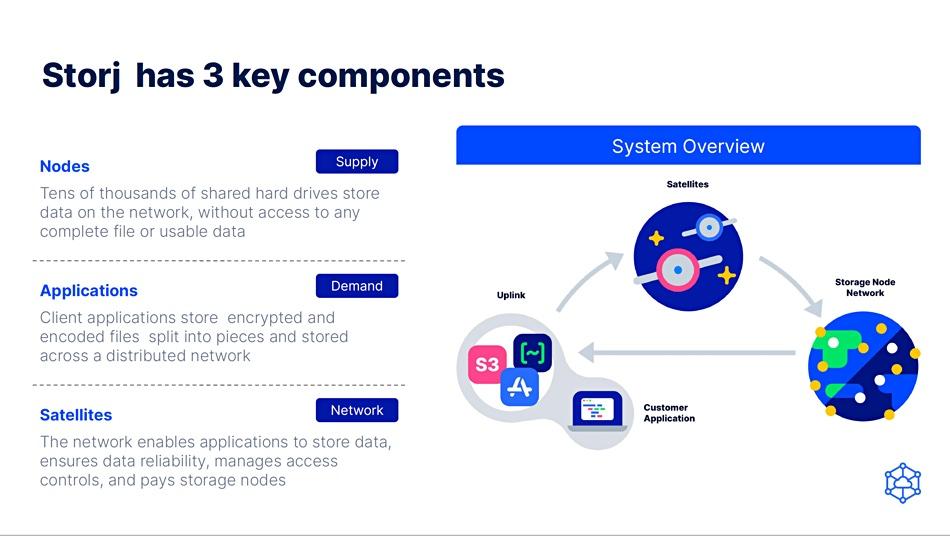 Storj has 3 key components
Nodes
Supply
Tens of thousands of shared hard drives store
data on the network, without access to any
complete file or usable data
Applications
Demand
Client applications store encrypted and
encoded files split into pieces and stored
across a distributed network
Satellites
Network
The network enables applications to store data,
ensures data reliability, manages access
controls, and pays storage nodes
System Overview
Satellites
Storage Node
Network
Uplink
S3
[~]
Customer
Application